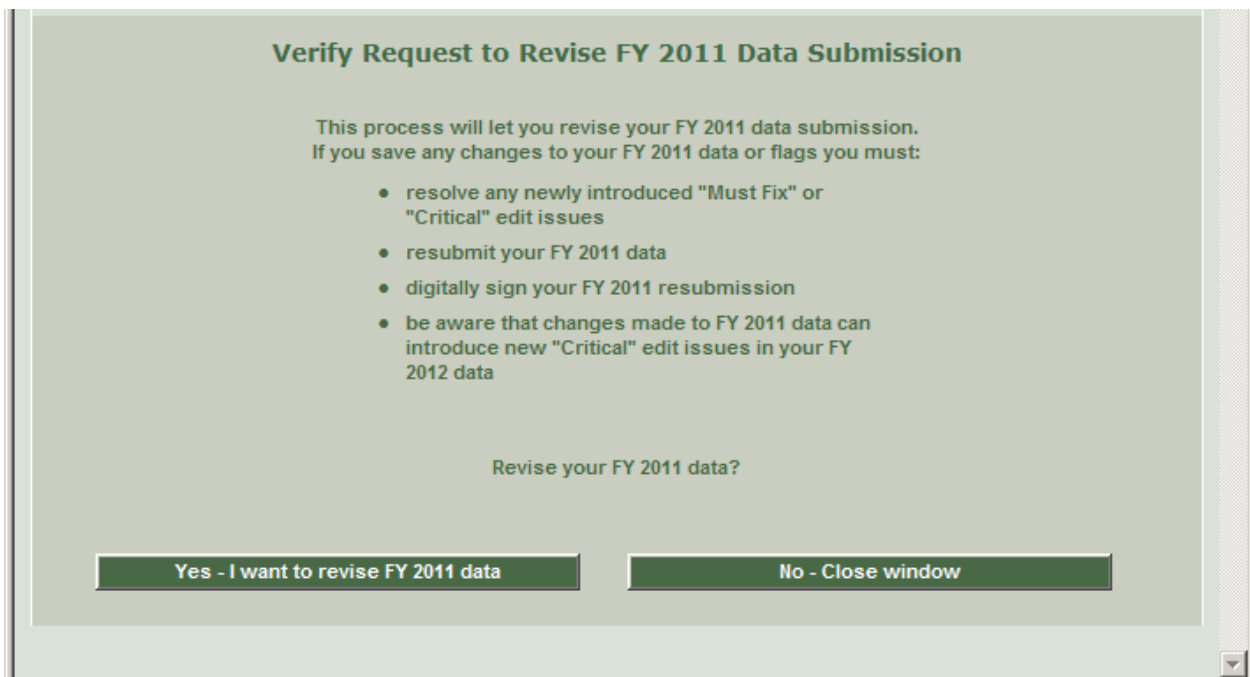 Verify Request to Revise FY 2011 Data Submission
This process will let you revise your FY 2011 data submission.
If you save any changes to your FY 2011 data or flags you must:
• resolve any newly introduced "Must Fix" or
"Critical" edit issues
• resubmit your FY 2011 data
• digitally sign your FY 2011 resubmission
• be aware that changes made to FY 2011 data can
introduce new "Critical" edit issues in your FY
2012 data
Revise your FY 2011 data?
Yes - I want to revise FY 2011 data
No - Close window